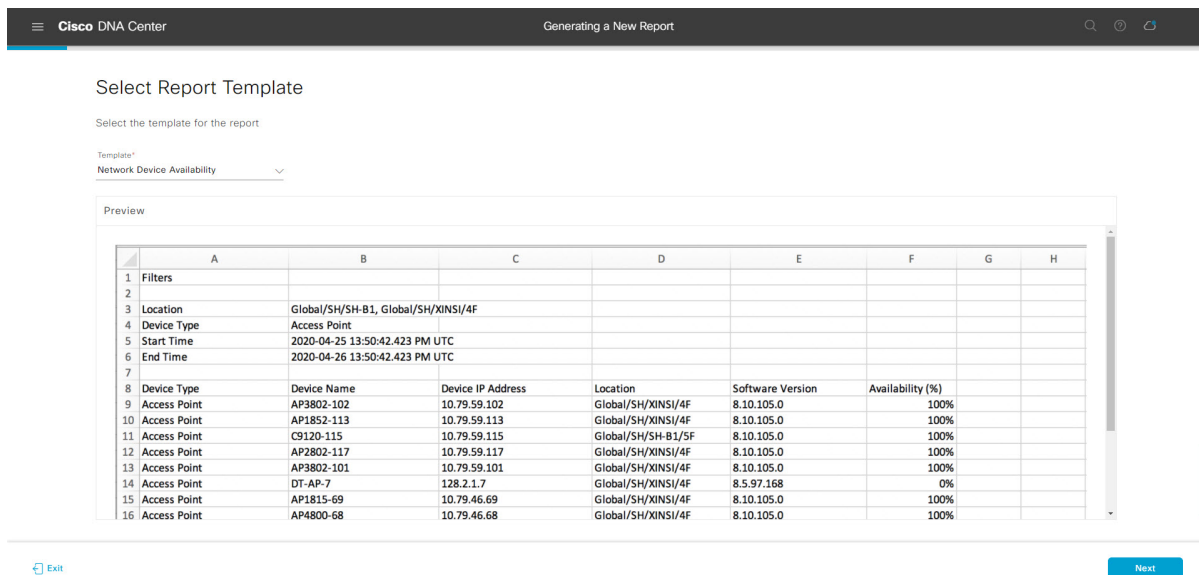 Cisco DNA Center Generating a New Report
Select Report Template
Select the template for the report
Template*
Network Device Availability
Preview
A B C D E F G H
1 Filters
2
3 Location Global/SH/SH-B1, Global/SH/XINSI/4F
4 Device Type Access Point
5 Start Time 2020-04-25 13:50:42.423 PM UTC
6 End Time 2020-04-26 13:50:42.423 PM UTC
7
8 Device Type Device Name Device IP Address Location Software Version Availability (%)
9 Access Point AP3802-102 10.79.59.102 Global/SH/XINSI/4F 8.10.105.0 100%
10 Access Point AP1852-113 10.79.59.113 Global/SH/XINSI/4F 8.10.105.0 100%
11 Access Point C9120-115 10.79.59.115 Global/SH/SH-B1/5F 8.10.105.0 100%
12 Access Point AP2802-117 10.79.59.117 Global/SH/XINSI/4F 8.10.105.0 100%
13 Access Point AP3802-101 10.79.59.101 Global/SH/XINSI/4F 8.10.105.0 100%
14 Access Point DT-AP-7 128.2.1.7 Global/SH/XINSI/4F 8.5.97.168 0%
15 Access Point AP1815-69 10.79.46.69 Global/SH/XINSI/4F 8.10.105.0 100%
16 Access Point AP4800-68 10.79.46.68 Global/SH/XINSI/4F 8.10.105.0 100%
Exit Next